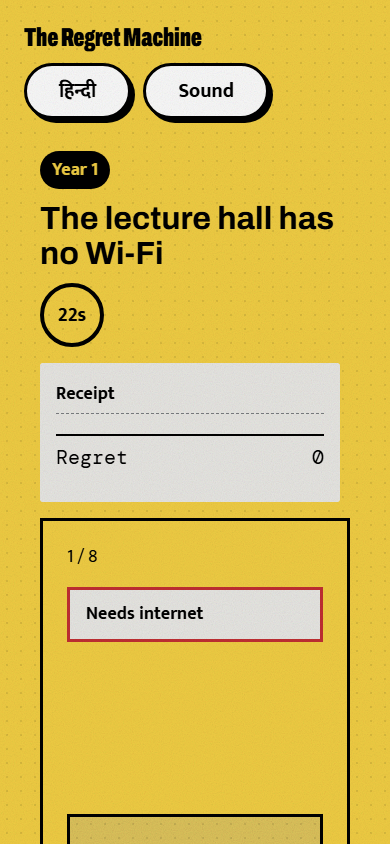 The Regret Machine
हिन्दी
Sound
Year 1
The lecture hall has
no Wi-Fi
22s
Receipt
Regret 0
1 / 8
Needs internet